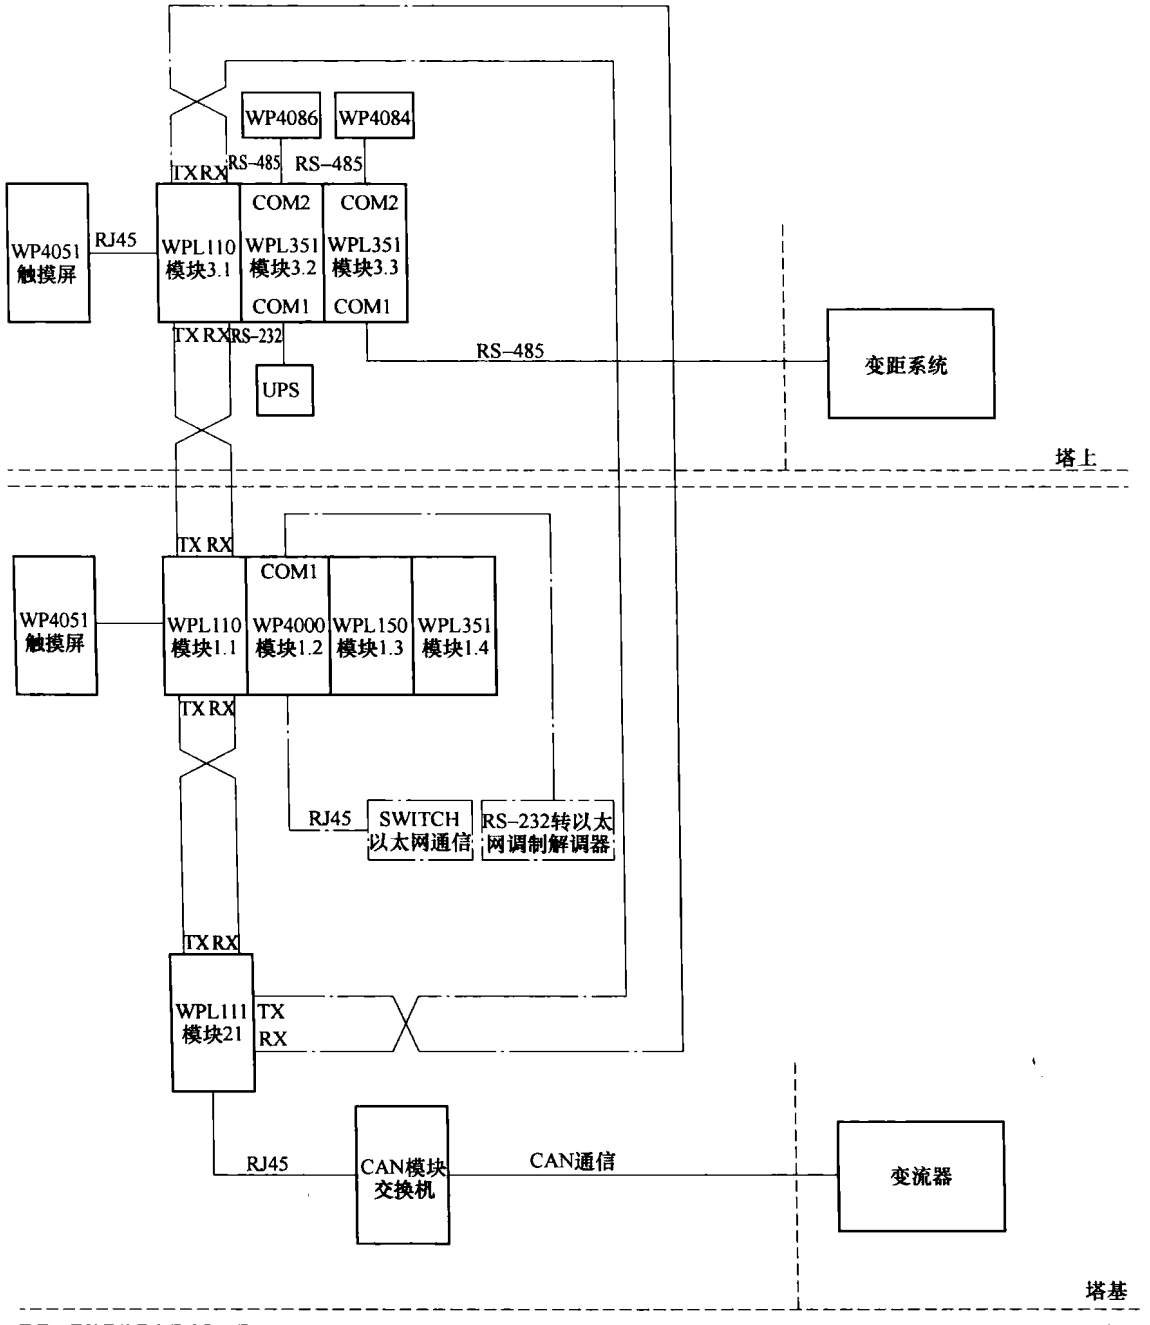 WP4086
WP4084
RS-485
RS-485
TX RX
COM2
COM2
WP4051
触摸屏
RJ45
WPL110
模块3.1
WPL351
模块3.2
WPL351
模块3.3
COM1
COM1
TX RX
RS-232
RS-485
UPS
变距系统
塔上
TX RX
COM1
WP4051
触摸屏
WPL110
模块1.1
WP4000
模块1.2
WPL150
模块1.3
WPL351
模块1.4
TX RX
RJ45
SWITCH
以太网通信
RS-232转以太
网调制解调器
TX RX
WPL111
模块21
TX
RX
RJ45
CAN模块
交换机
CAN通信
变流器
塔基